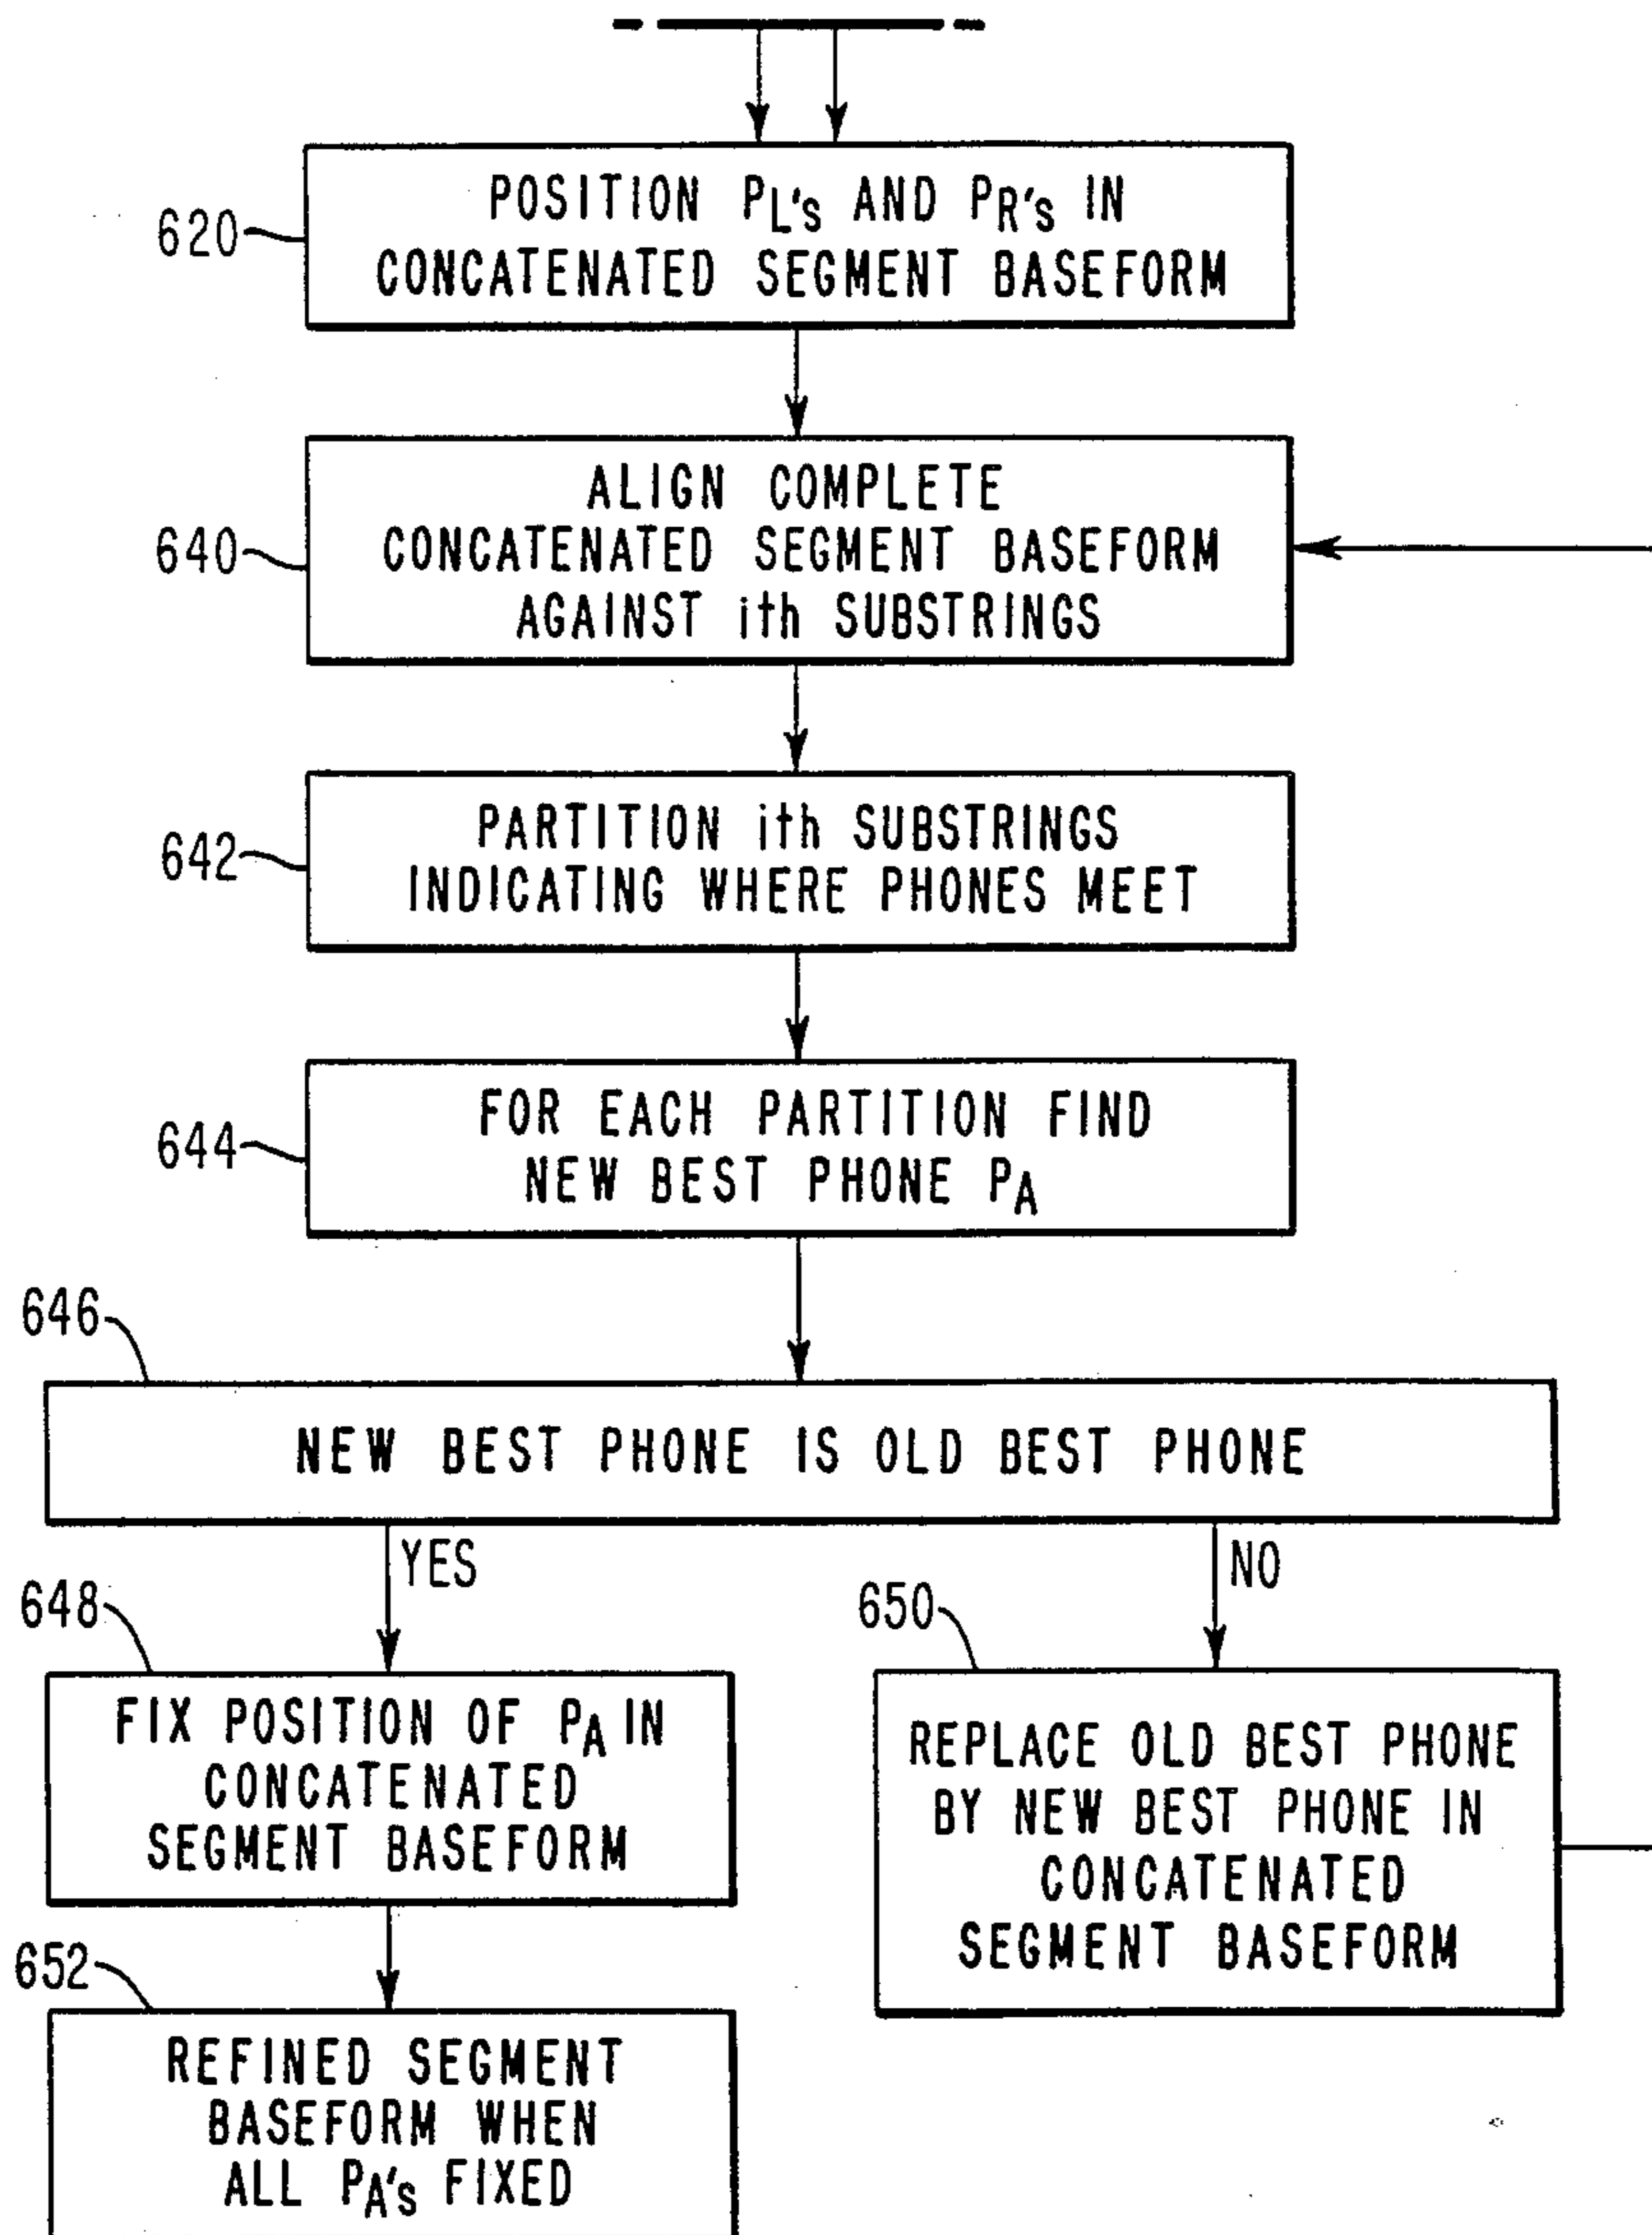 620
POSITION PL's AND PR's IN
CONCATENATED SEGMENT BASEFORM
640
ALIGN COMPLETE
CONCATENATED SEGMENT BASEFORM
AGAINST ith SUBSTRINGS
642
PARTITION ith SUBSTRINGS
INDICATING WHERE PHONES MEET
644
FOR EACH PARTITION FIND
NEW BEST PHONE PA
646
NEW BEST PHONE IS OLD BEST PHONE
YES
NO
648
FIX POSITION OF PA IN
CONCATENATED
SEGMENT BASEFORM
650
REPLACE OLD BEST PHONE
BY NEW BEST PHONE IN
CONCATENATED
SEGMENT BASEFORM
652
REFINED SEGMENT
BASEFORM WHEN
ALL PA's FIXED